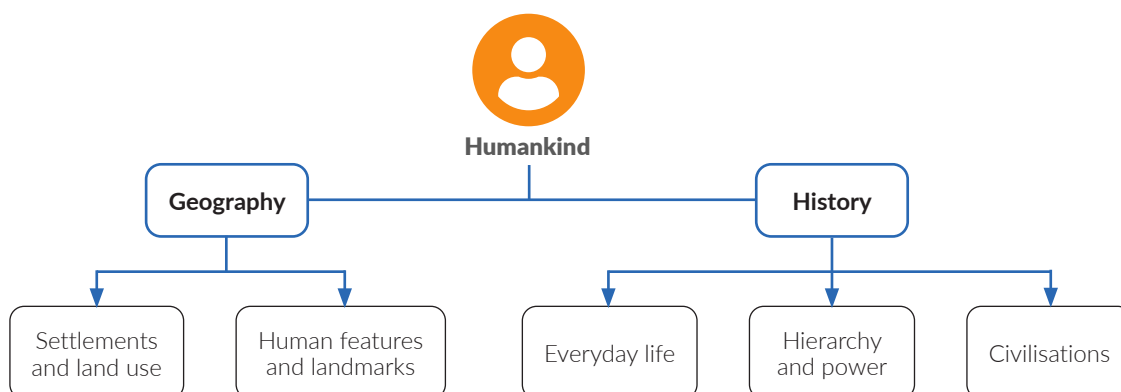 Humankind
Geography
History
Settlements
and land use
Human features
and landmarks
Everyday life
Hierarchy
and power
Civilisations